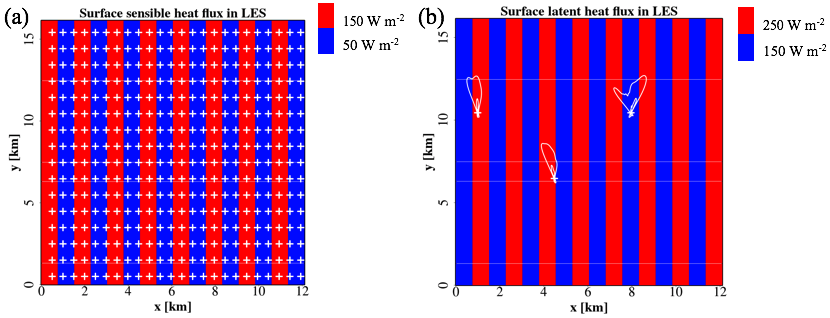 (a)
Surface sensible heat flux in LES
150 W m-2
50 W m-2
15
10
5
0
y [km]
0 2 4 6 8 10 12
x [km]
(b)
Surface latent heat flux in LES
250 W m-2
150 W m-2
15
10
5
0
y [km]
0 2 4 6 8 10 12
x [km]